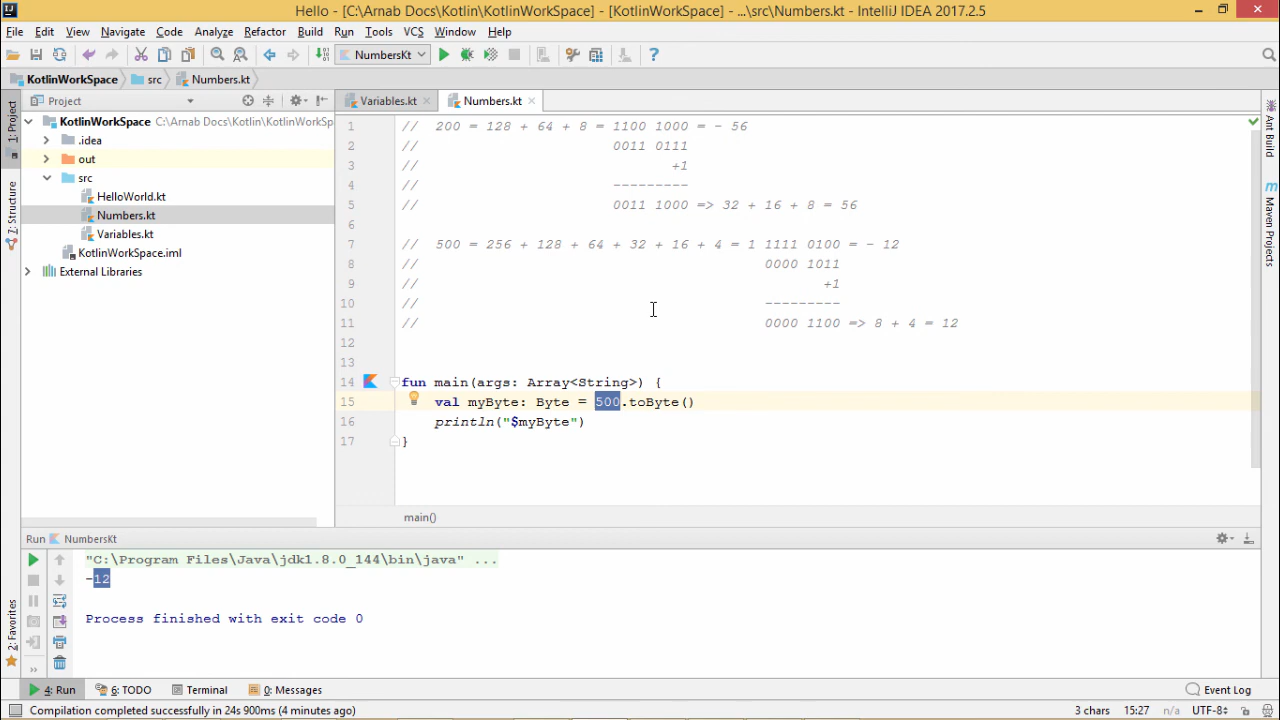 Hello - [C:\Arnab Docs\Kotlin\KotlinWorkSpace] - [KotlinWorkSpace] - ...\src\Numbers.kt - IntelliJ IDEA 2017.2.5
File Edit View Navigate Code Analyze Refactor Build Run Tools VCS Window Help
NumbersKt
KotlinWorkSpace src Numbers.kt
Project
Variables.kt Numbers.kt
1: Project
Z: Structure
2: Favorites
Ant Build
Maven Projects
KotlinWorkSpace C:\Arnab Docs\Kotlin\KotlinWorkSp
.idea
out
src
HelloWorld.kt
Numbers.kt
Variables.kt
KotlinWorkSpace.iml
External Libraries
1 // 200 = 128 + 64 + 8 = 1100 1000 = - 56
2 // 0011 0111
3 // +1
4 // ---------
5 // 0011 1000 => 32 + 16 + 8 = 56
6
7 // 500 = 256 + 128 + 64 + 32 + 16 + 4 = 1 1111 0100 = - 12
8 // 0000 1011
9 // +1
10 // ---------
11 // 0000 1100 => 8 + 4 = 12
12
13
14 fun main(args: Array<String>) {
15 val myByte: Byte = 500.toByte()
16 println("$myByte")
17 }
main()
Run NumbersKt
"C:\Program Files\Java\jdk1.8.0_144\bin\java" ...
-12
Process finished with exit code 0
4: Run 6: TODO Terminal 0: Messages Event Log
Compilation completed successfully in 24s 900ms (4 minutes ago) 15:27 n/a UTF-8